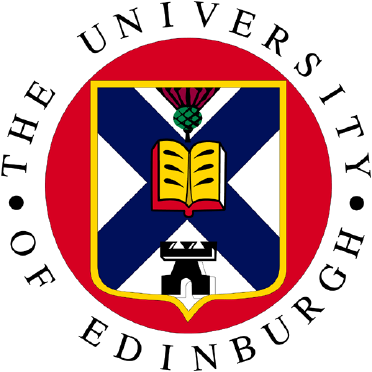 THE UNIVERSITY
OF EDINBURGH